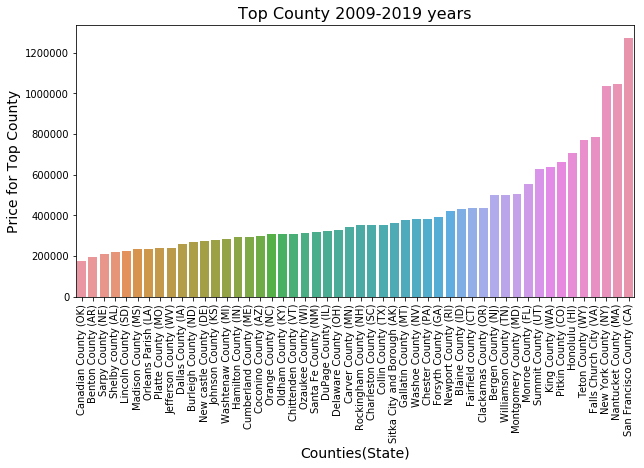 Top County 2009-2019 years
Price for Top County
1200000
1000000
800000
600000
400000
200000
0
Canadian County (OK)
Benton County (AR)
Sarpy County (NE)
Shelby County (AL)
Lincoln County (SD)
Madison County (MS)
Orleans Parish (LA)
Platte County (MO)
Jefferson County (WV)
Dallas County (IA)
Burleigh County (ND)
New castle County (DE)
Johnson County (KS)
Washtenaw County (MI)
Hamilton County (IN)
Cumberland County (ME)
Coconino County (AZ)
Orange County (NC)
Oldham County (KY)
Chittenden County (VT)
Ozaukee County (WI)
Santa Fe County (NM)
DuPage County (IL)
Delaware County (OH)
Carver County (MN)
Rockingham County (NH)
Charleston County (SC)
Collin County (TX)
Sitka City and Borough (AK)
Gallatin County (MT)
Washoe County (NV)
Chester County (PA)
Forsyth County (GA)
Newport County (RI)
Blaine County (ID)
Fairfield county (CT)
Clackamas County (OR)
Bergen County (NJ)
Williamson County (TN)
Montgomery County (MD)
Monroe County (FL)
Summit County (UT)
King County (WA)
Pitkin County (CO)
Honolulu County (HI)
Teton County (WY)
Falls Church City (VA)
New York County (NY)
Nantucket County (MA)
San Francisco County (CA)
Counties(State)